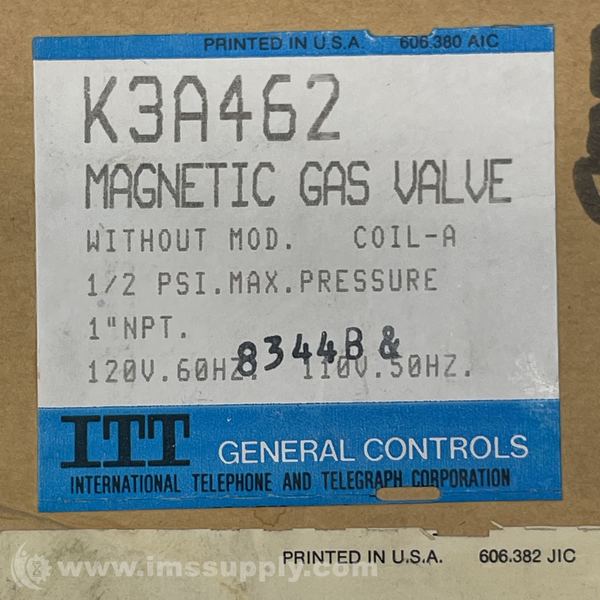 PRINTED IN U.S.A. 606.380 AIC
K3A462
MAGNETIC GAS VALVE
WITHOUT MOD. COIL-A
1/2 PSI.MAX.PRESSURE
1"NPT.
8344B &
120V.60HZ. 110V.50HZ.
ITT GENERAL CONTROLS
INTERNATIONAL TELEPHONE AND TELEGRAPH CORPORATION
PRINTED IN U.S.A. 606.382 JIC
www.imssupply.com